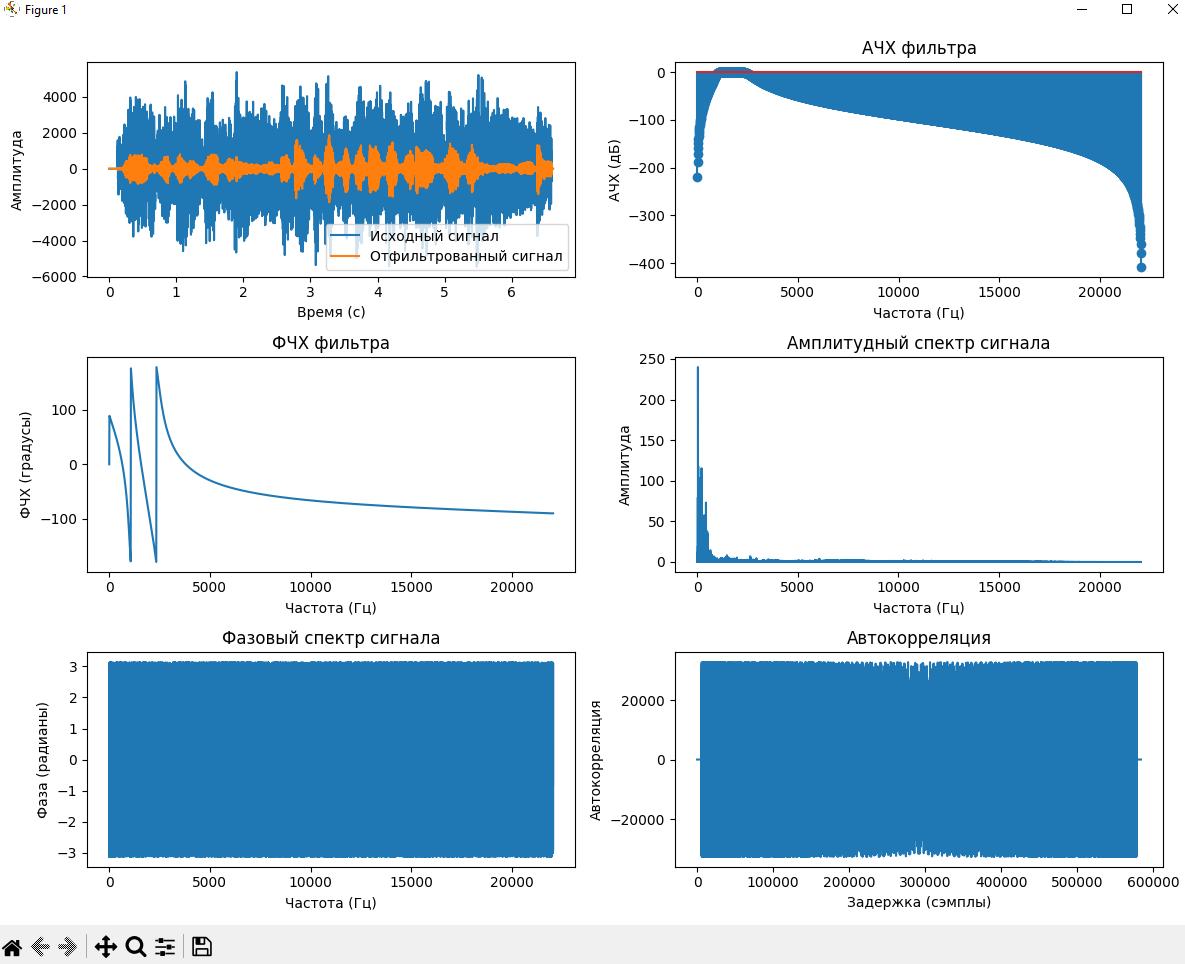 Figure 1
АЧХ фильтра
Амплитуда
4000
2000
0
−2000
−4000
−6000
Исходный сигнал
Отфильтрованный сигнал
0 1 2 3 4 5 6
Время (с)
АЧХ (дБ)
0
−100
−200
−300
−400
0 5000 10000 15000 20000
Частота (Гц)
ФЧХ фильтра
ФЧХ (градусы)
100
0
−100
0 5000 10000 15000 20000
Частота (Гц)
Амплитудный спектр сигнала
Амплитуда
250
200
150
100
50
0
0 5000 10000 15000 20000
Частота (Гц)
Фазовый спектр сигнала
Фаза (радианы)
3
2
1
0
−1
−2
−3
0 5000 10000 15000 20000
Частота (Гц)
Автокорреляция
Автокорреляция
20000
0
−20000
0 100000 200000 300000 400000 500000 600000
Задержка (сэмплы)